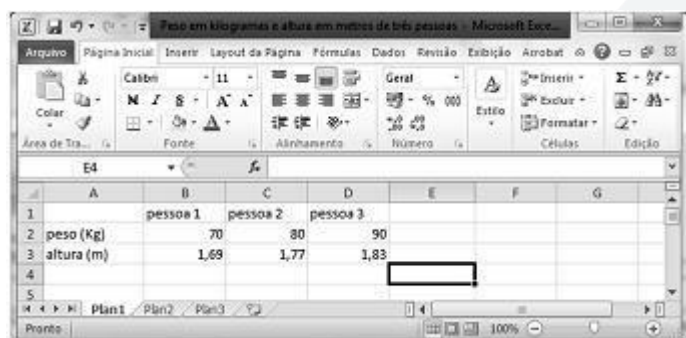 Peso em kilogramas e altura em metros de três pessoas - Microsoft Exce...
Arquivo Página Inicial Inserir Layout da Página Fórmulas Dados Revisão Exibição Acrobat
Calibri 11 Geral
Colar N I S A A % 000 Estilo Inserir Excluir Formatar Σ
Área de Tra... Fonte Alinhamento Número Células Edição
E4 fx
A B C D E F G
1 pessoa 1 pessoa 2 pessoa 3
2 peso (Kg) 70 80 90
3 altura (m) 1,69 1,77 1,83
4
5
Plan1 Plan2 Plan3
Pronto 100%